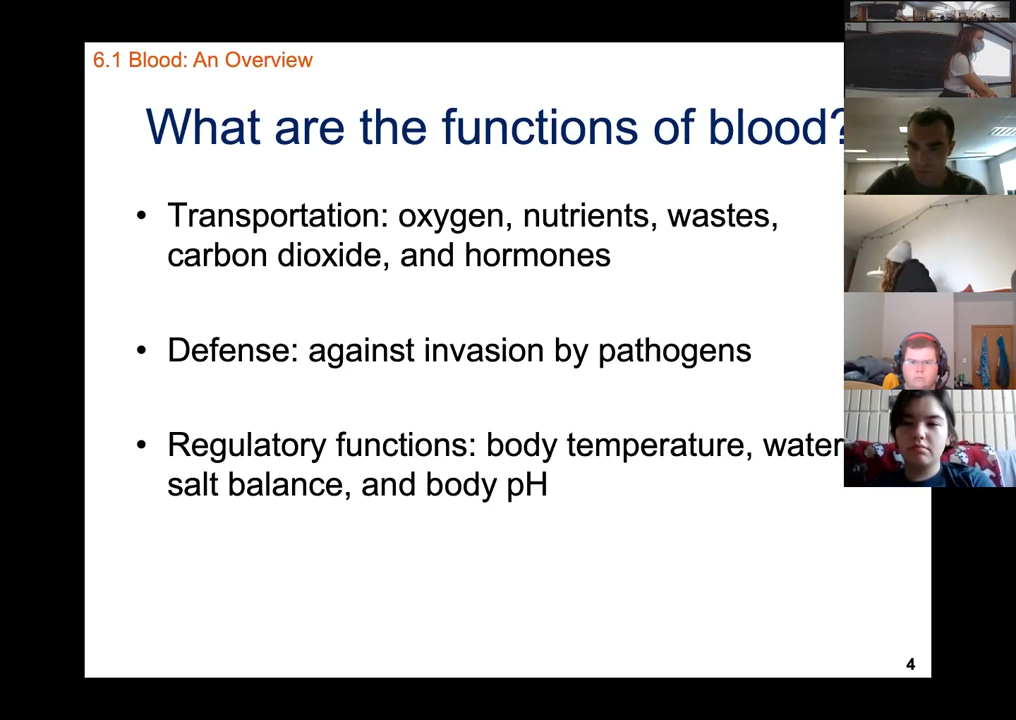 6.1 Blood: An Overview
What are the functions of blood?
• Transportation: oxygen, nutrients, wastes,
carbon dioxide, and hormones
• Defense: against invasion by pathogens
• Regulatory functions: body temperature, water
salt balance, and body pH
4